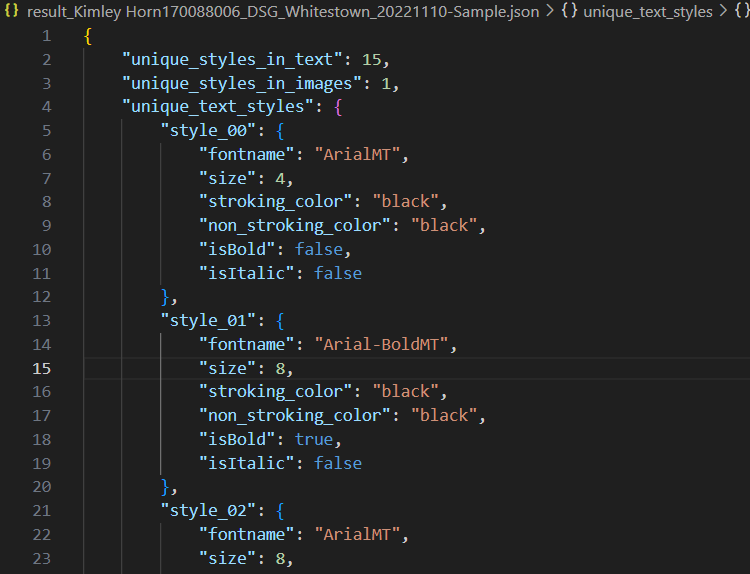 {} result_Kimley Horn170088006_DSG_Whitestown_20221110-Sample.json > {} unique_text_styles > {}
1 {
2     "unique_styles_in_text": 15,
3     "unique_styles_in_images": 1,
4     "unique_text_styles": {
5         "style_00": {
6             "fontname": "ArialMT",
7             "size": 4,
8             "stroking_color": "black",
9             "non_stroking_color": "black",
10             "isBold": false,
11             "isItalic": false
12         },
13         "style_01": {
14             "fontname": "Arial-BoldMT",
15             "size": 8,
16             "stroking_color": "black",
17             "non_stroking_color": "black",
18             "isBold": true,
19             "isItalic": false
20         },
21         "style_02": {
22             "fontname": "ArialMT",
23             "size": 8,